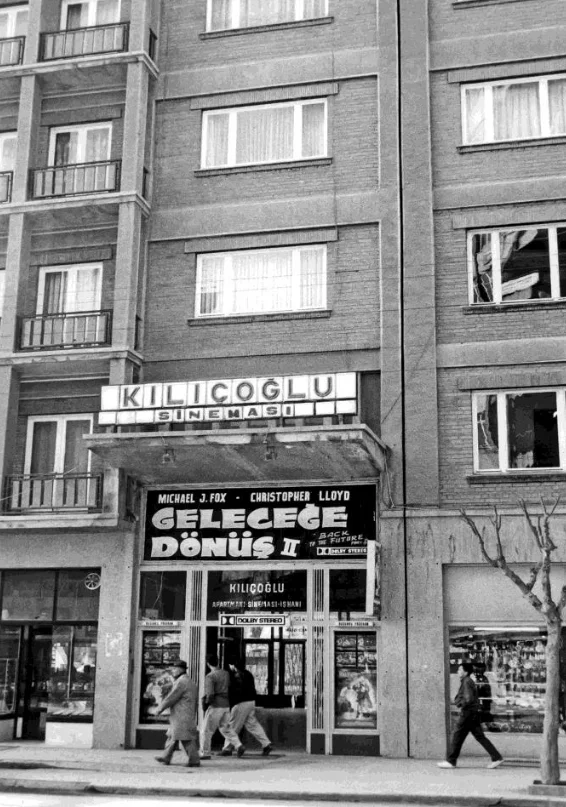 KILIÇOĞLU
SİNEMASI
MICHAEL J. FOX - CHRISTOPHER LLOYD
GELECEĞE
DÖNÜŞ II
BACK
TO THE FUTURE
DOLBY STEREO
KILIÇOĞLU
APARTMANI-SİNEMASI-İŞHANI
DOLBY STEREO